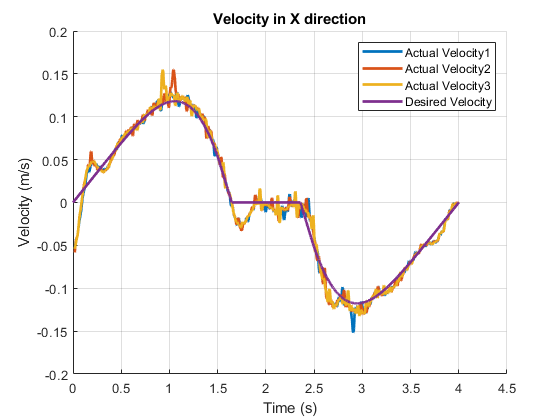 Velocity in X direction
Actual Velocity1
Actual Velocity2
Actual Velocity3
Desired Velocity
Velocity (m/s)
0.2
0.15
0.1
0.05
0
-0.05
-0.1
-0.15
-0.2
0 0.5 1 1.5 2 2.5 3 3.5 4 4.5
Time (s)